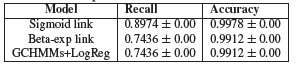 Model Recall Accuracy
Sigmoid link 0.8974 ± 0.00 0.9978 ± 0.00
Beta-exp link 0.7436 ± 0.00 0.9912 ± 0.00
GCHMMs+LogReg 0.7436 ± 0.00 0.9912 ± 0.00